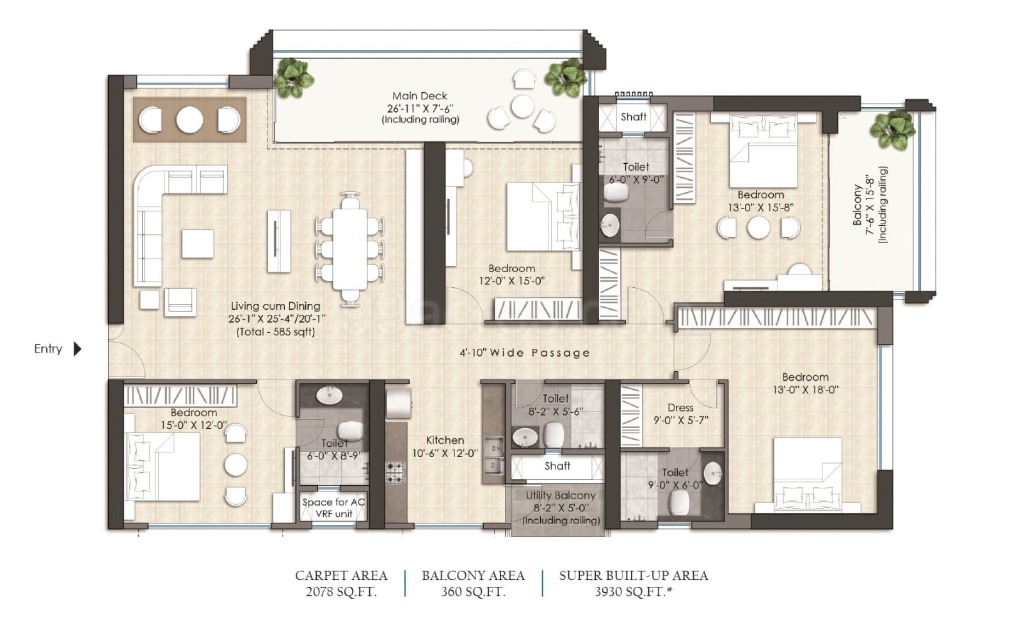 Main Deck
26'-11" X 7'-6"
(Including railing)
Shaft
Toilet
6'-0" X 9'-0"
Bedroom
13'-0" X 15'-8"
Balcony
7'-6" X 15'-8"
(Including railing)
Bedroom
12'-0" X 15'-0"
Living cum Dining
26'-1" X 25'-4"/20'-1"
(Total - 585 sqft)
Entry
4'-10" Wide Passage
Bedroom
13'-0" X 18'-0"
Bedroom
15'-0" X 12'-0"
Toilet
6'-0" X 8'-9"
Space for AC
VRF unit
Kitchen
10'-6" X 12'-0"
Toilet
8'-2" X 5'-6"
Shaft
Utility Balcony
8'-2" X 5'-0"
(Including railing)
Dress
9'-0" X 5'-7"
Toilet
9'-0" X 6'-0"
CARPET AREA
2078 SQ.FT.
BALCONY AREA
360 SQ.FT.
SUPER BUILT-UP AREA
3930 SQ.FT.*